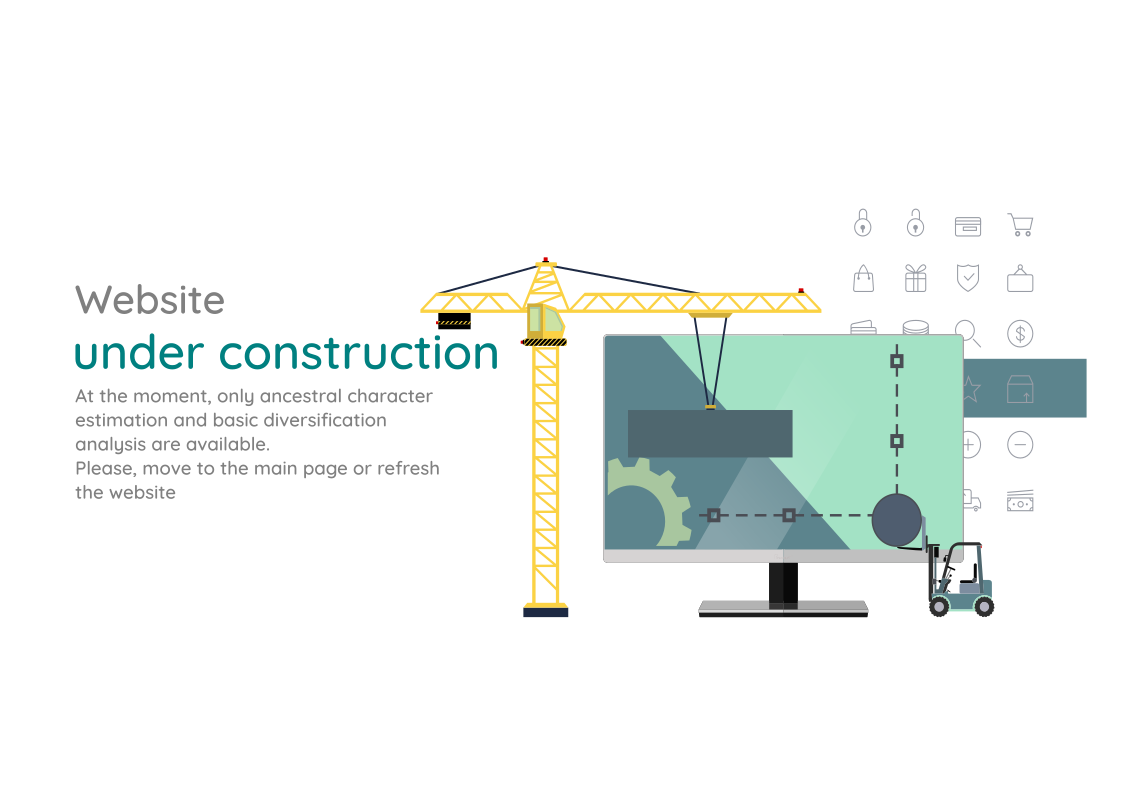 Website
under construction
At the moment, only ancestral character
estimation and basic diversification
analysis are available.
Please, move to the main page or refresh
the website